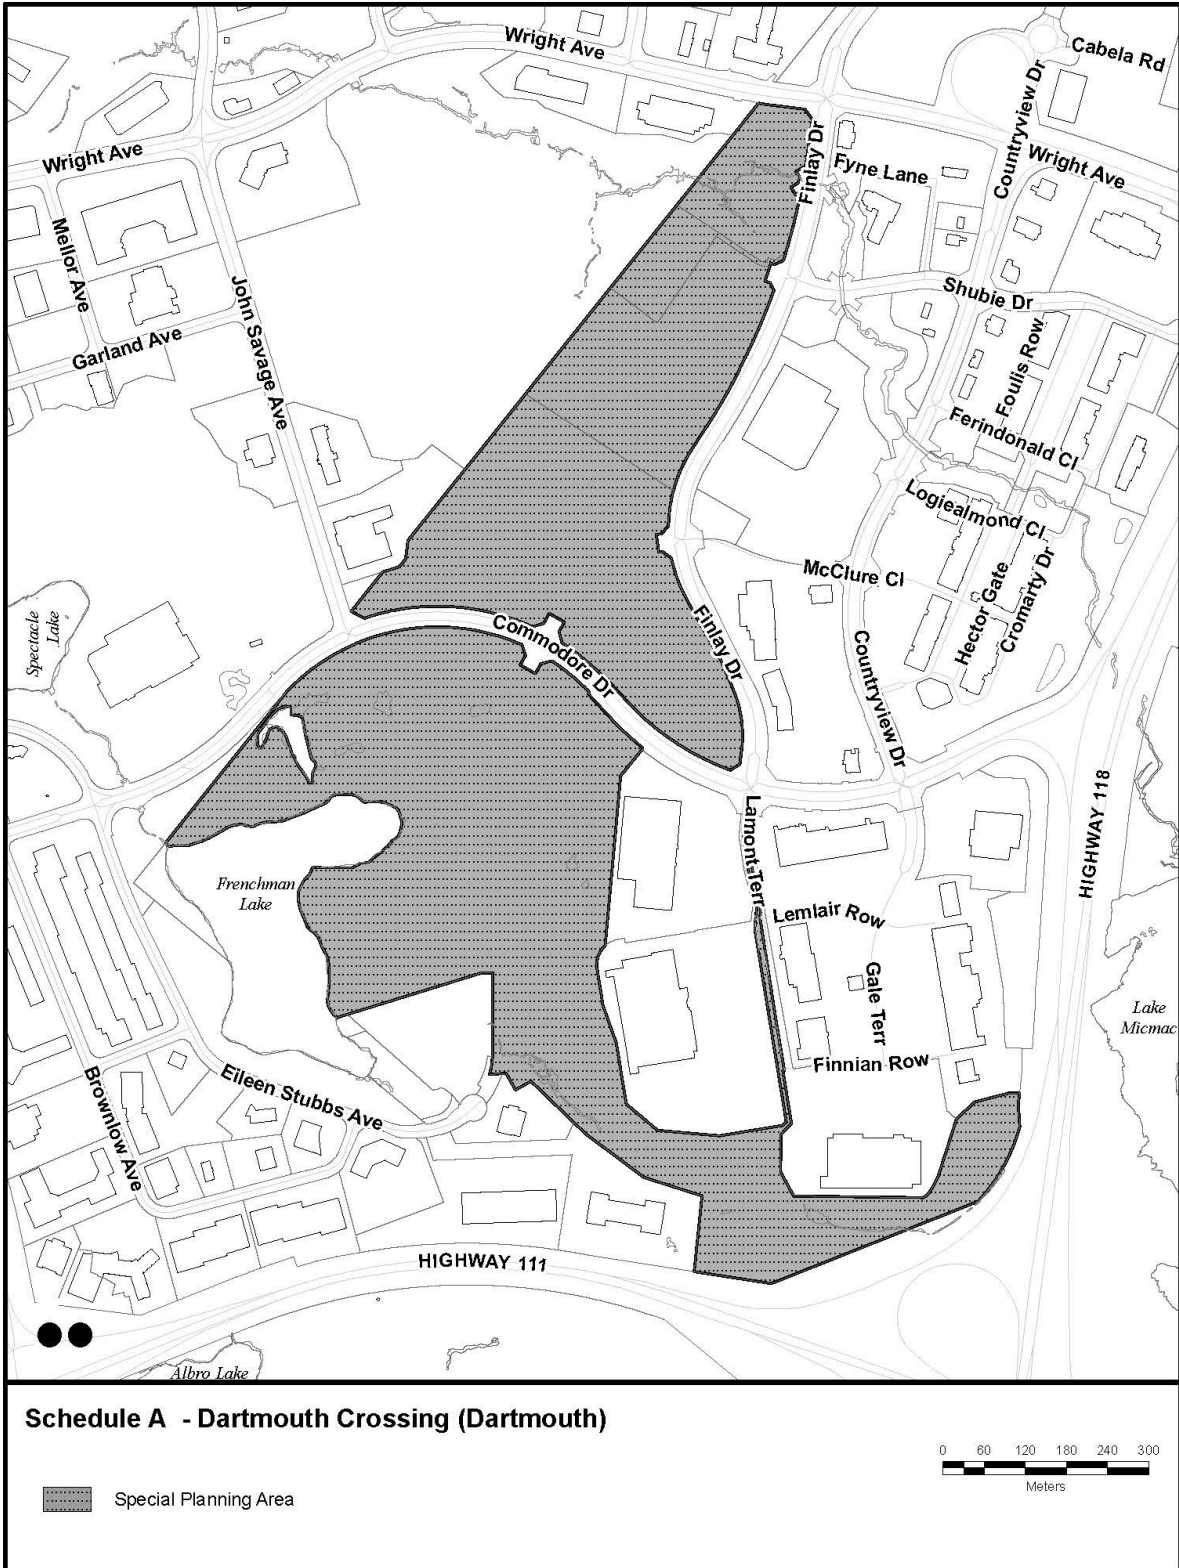 Wright Ave
Cabela Rd
Countryview Dr
Wright Ave
Finlay Dr
Fyne Lane
Wright Ave
Mellor Ave
John Savage Ave
Garland Ave
Shubie Dr
Foulis Row
Ferindonald Cl
Logiealmond Cl
McClure Cl
Hector Gate
Cromarty Dr
Spectacle
Lake
Commodore Dr
Finlay Dr
Countryview Dr
HIGHWAY 118
Lamont Terr
Frenchman
Lake
Lemlair Row
Gale Terr
Lake
Micmac
Finnian Row
Eileen Stubbs Ave
Brownlow Ave
HIGHWAY 111
Albro Lake
Schedule A - Dartmouth Crossing (Dartmouth)
0 60 120 180 240 300
Meters
Special Planning Area